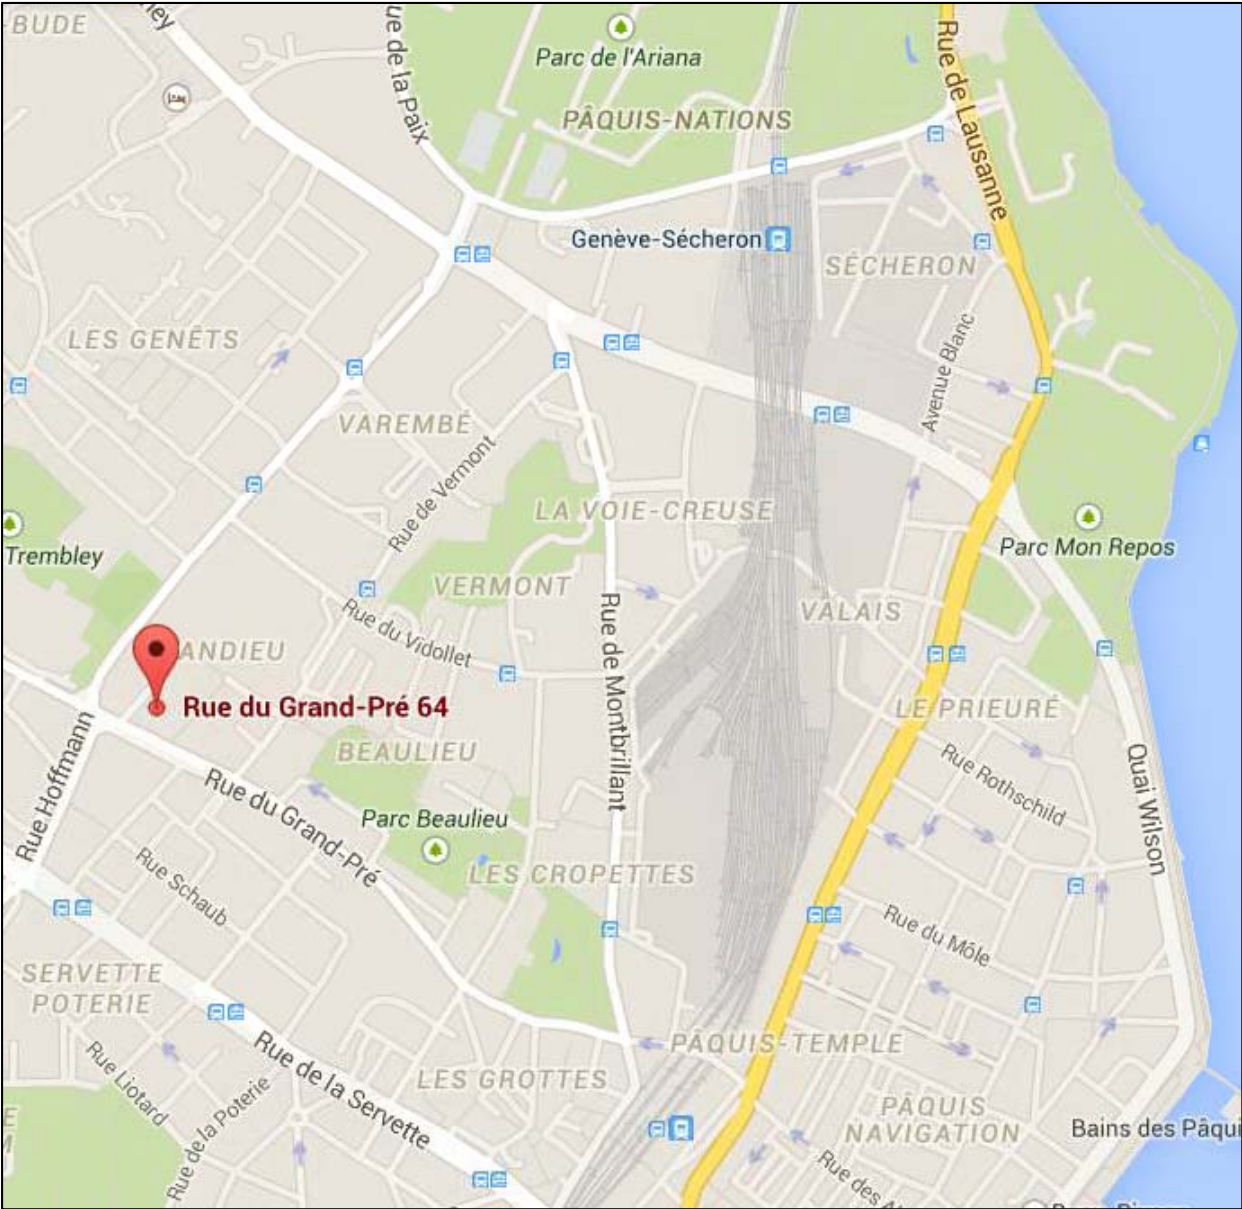 -BUDE
Parc de l'Ariana
Rue de Lausanne
PÂQUIS-NATIONS
Genève-Sécheron
SÉCHERON
LES GENÊTS
Avenue Blanc
VAREMBÉ
Rue de Vermont
LA VOIE-CREUSE
Parc Mon Repos
Trembley
VERMONT
VALAIS
Rue du Vidollet
ANDIEU
Rue de Montbrillant
Rue du Grand-Pré 64
LE PRIEURÉ
BEAULIEU
Rue Hoffmann
Rue du Grand-Pré
Parc Beaulieu
Rue Rothschild
Quai Wilson
LES CROPETTES
Rue Schaub
Rue du Môle
SERVETTE
POTERIE
PÂQUIS-TEMPLE
LES GROTTES
Rue de la Servette
Rue Liotard
Rue de la Poterie
PÂQUIS
NAVIGATION
Bains des Pâqui
Rue des